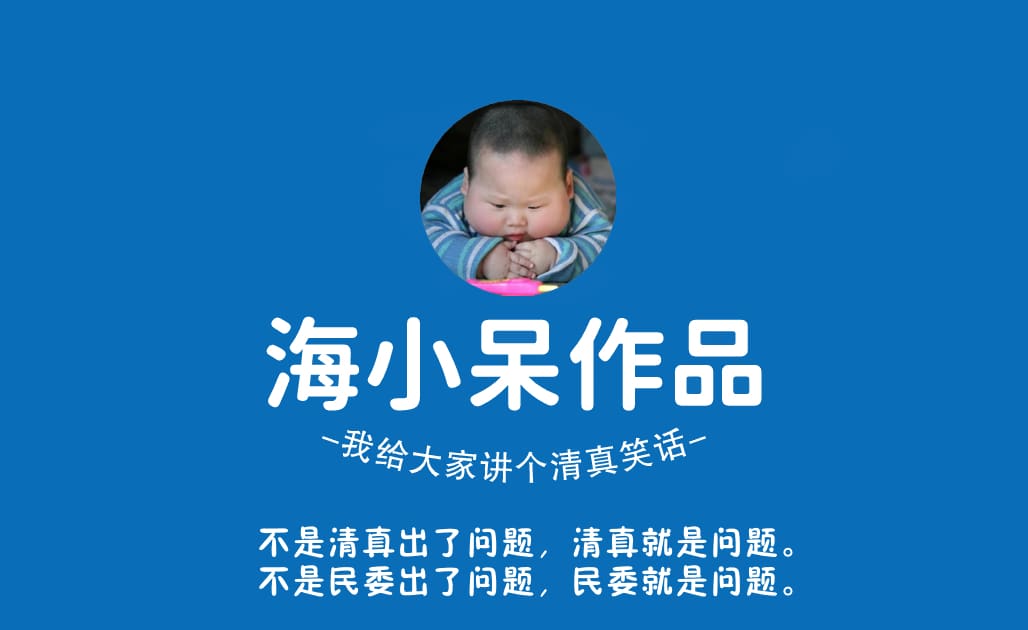 海小呆作品
-我给大家讲个清真笑话-
不是清真出了问题，清真就是问题。
不是民委出了问题，民委就是问题。